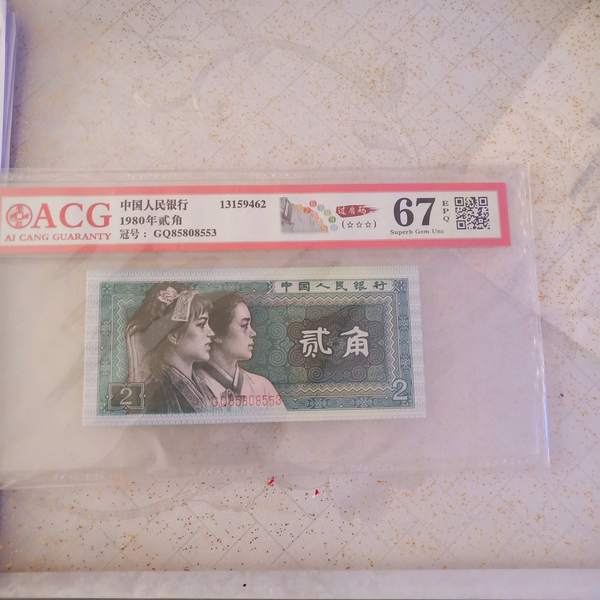 ACG
AI CANG GUARANTY
中国人民银行
1980年贰角
冠号： GQ85808553
13159462
(☆☆☆)
67
EPQ
Superb Gem Unc
中国人民银行
贰角
2
2
GQ85808553